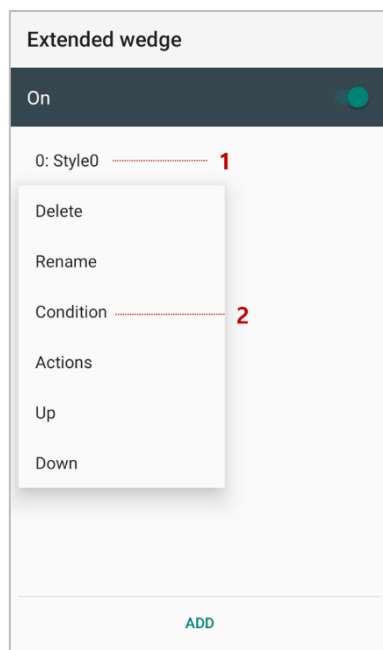 Extended wedge
On
0: Style0 1
Delete
Rename
Condition 2
Actions
Up
Down
ADD